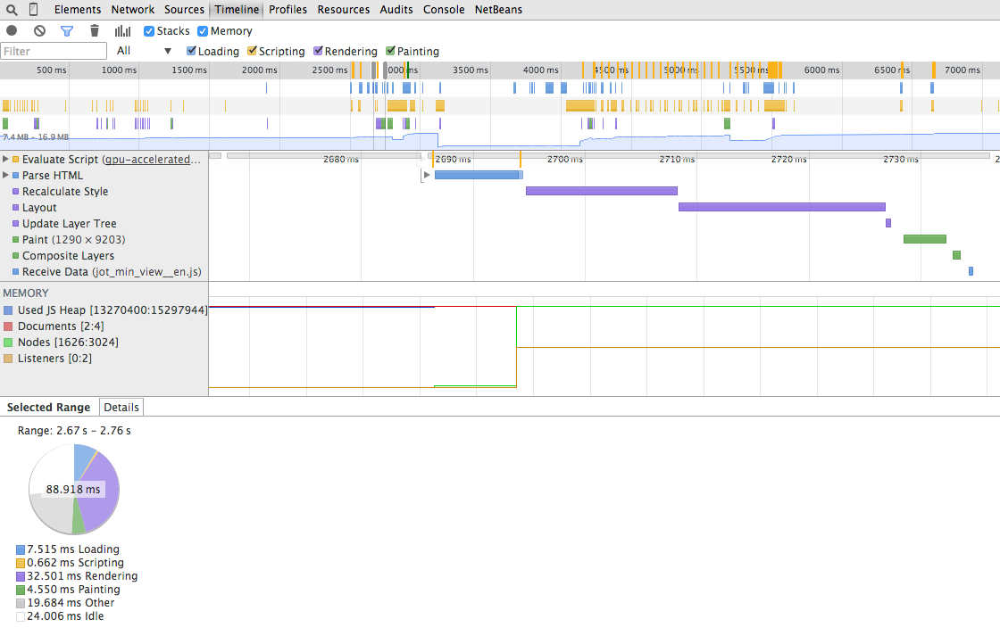 Elements Network Sources Timeline Profiles Resources Audits Console NetBeans
Stacks Memory
Filter All Loading Scripting Rendering Painting
500 ms 1000 ms 1500 ms 2000 ms 2500 ms 000 ms 3500 ms 4000 ms 4500 ms 5000 ms 5500 ms 6000 ms 6500 ms 7000 ms
7.4 MB – 16.9 MB
Evaluate Script (gpu-accelerated... 2680 ms 2690 ms 2700 ms 2710 ms 2720 ms 2730 ms 2
Parse HTML
Recalculate Style
Layout
Update Layer Tree
Paint (1290 × 9203)
Composite Layers
Receive Data (jot_min_view__en.js)
MEMORY
Used JS Heap [13270400:15297944]
Documents [2:4]
Nodes [1626:3024]
Listeners [0:2]
Selected Range Details
Range: 2.67 s – 2.76 s
88.918 ms
7.515 ms Loading
0.662 ms Scripting
32.501 ms Rendering
4.550 ms Painting
19.684 ms Other
24.006 ms Idle